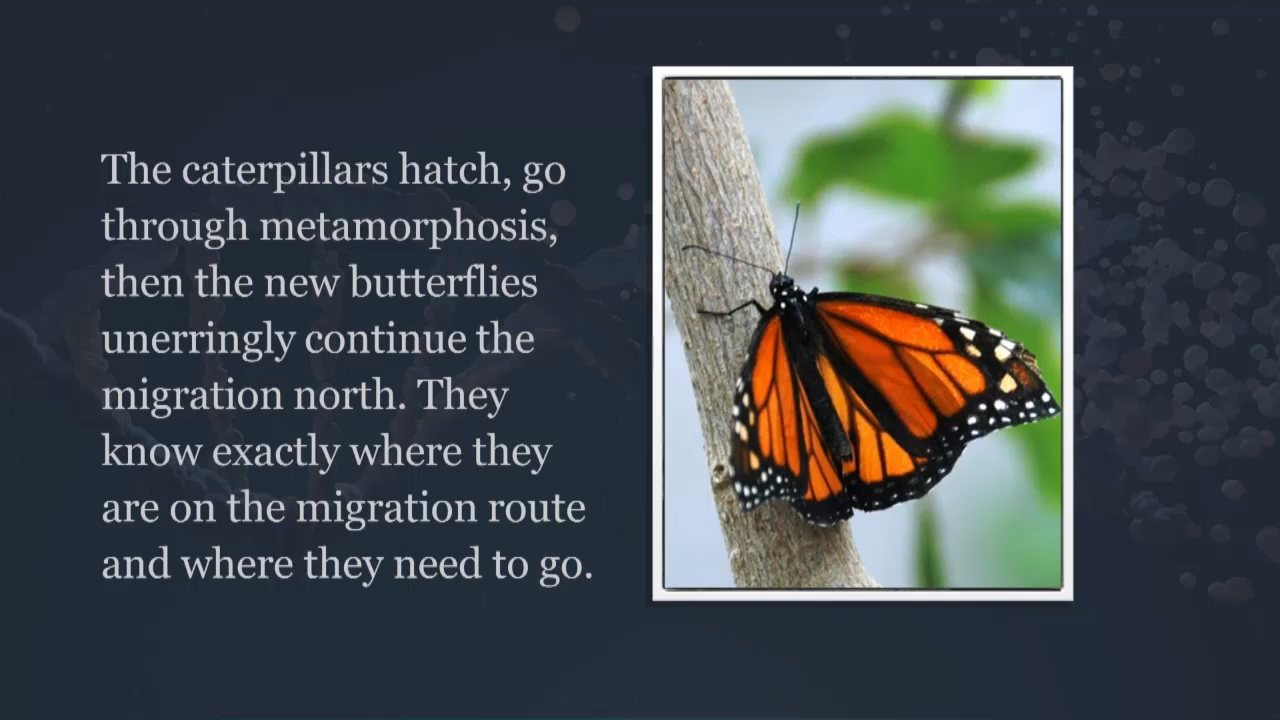 The caterpillars hatch, go
through metamorphosis,
then the new butterflies
unerringly continue the
migration north. They
know exactly where they
are on the migration route
and where they need to go.